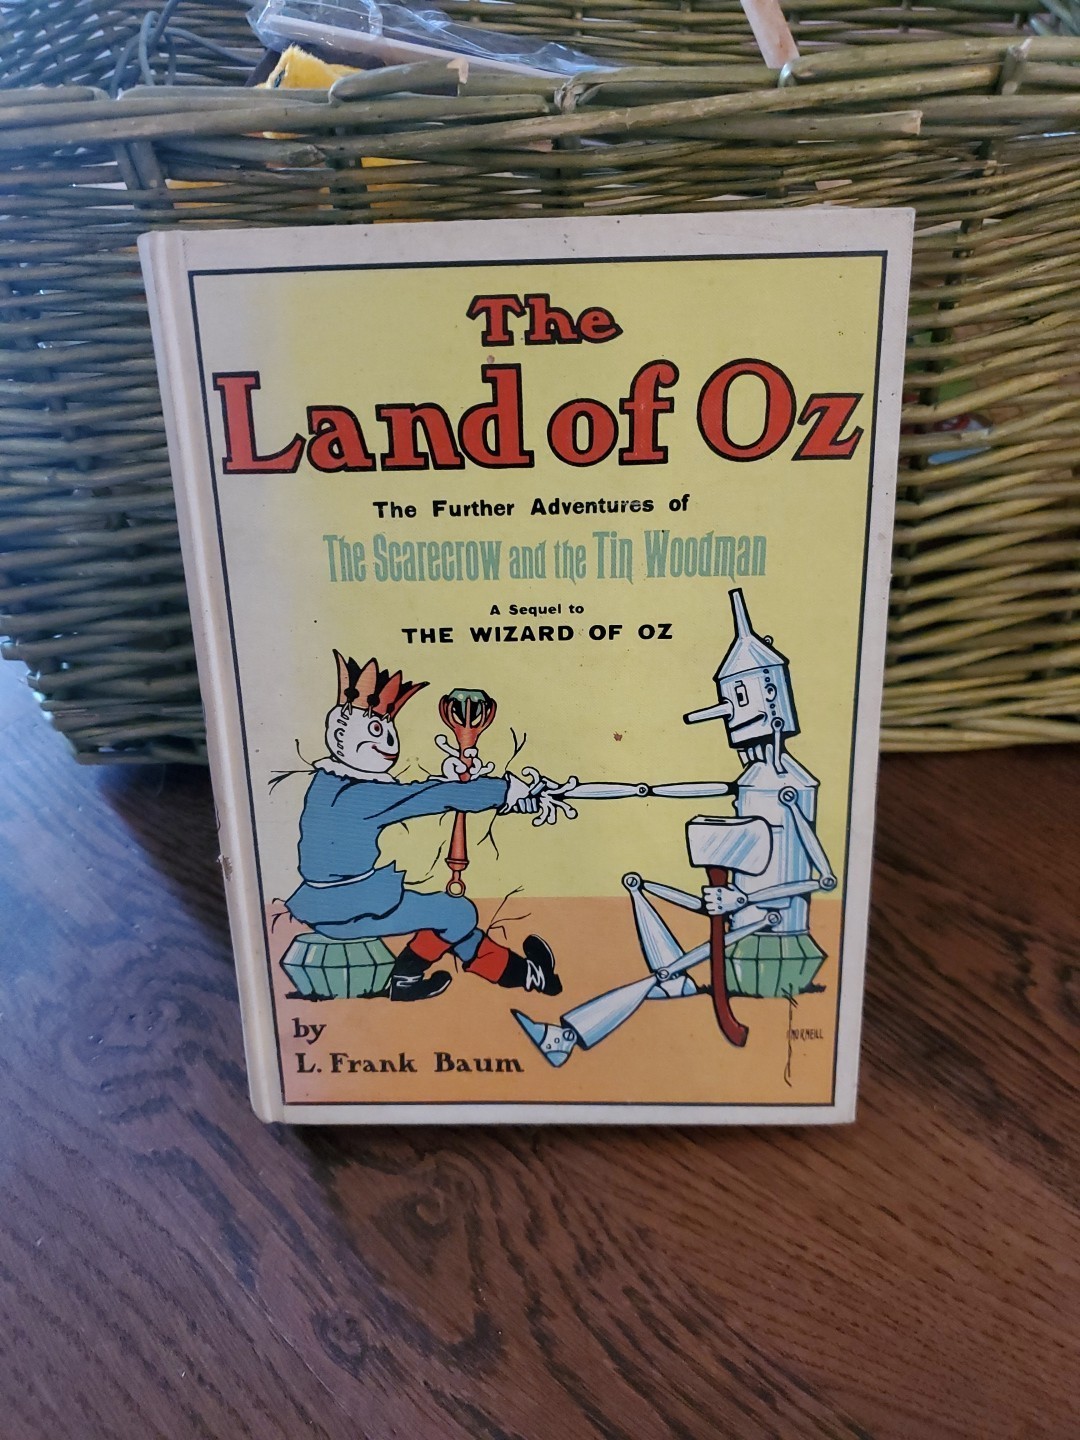 The
Land of Oz
The Further Adventures of
The Scarecrow and the Tin Woodman
A Sequel to
THE WIZARD OF OZ
by
L. Frank Baum